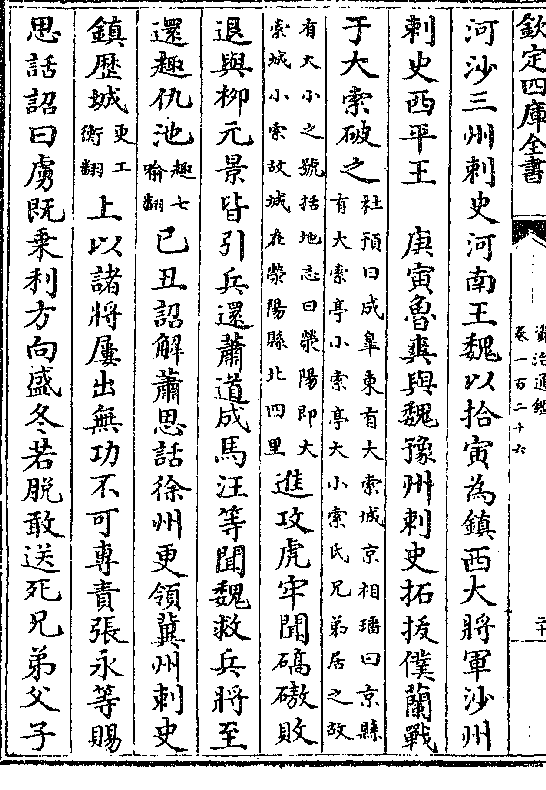 欽定四庫全書
資治通鑑
卷一百二十六
二十
河沙三州刺史河南王魏以拾寅為鎮西大將軍沙州
刺史西平王　庚寅魯爽與魏豫州刺史拓拔僕蘭戰
于大索破之
杜預曰成臯東有大索城京相璠曰京縣
有大索亭小索亭大小索氏兄弟居之故
有大小之號括地志曰滎陽即大
索城小索故城在滎陽縣北四里
進攻虎牢聞碻磝敗
退與柳元景皆引兵還蕭道成馬汪等聞魏救兵將至
還趣仇池
趣七
喻翻
己丑詔解蕭思話徐州更領冀州刺史
鎮歷城
更工
衡翻
上以諸將屢出無功不可專責張永等賜
思話詔曰虜既乗利方向盛冬若脱敢送死兄弟父子